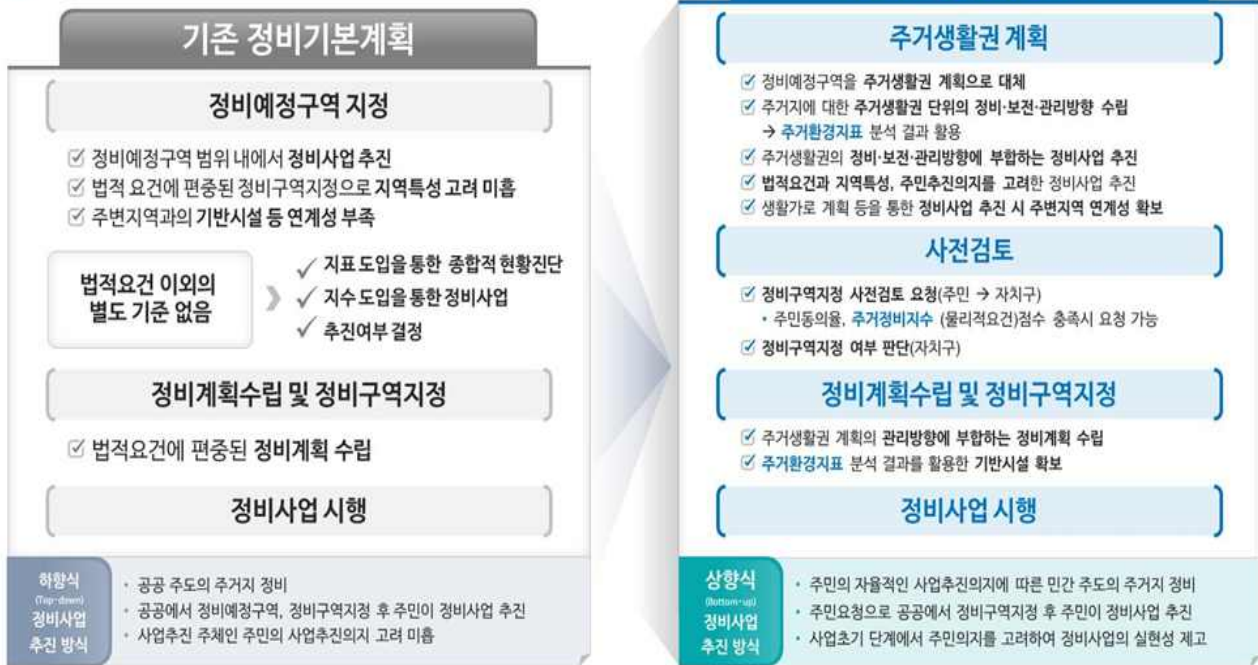 기존 정비기본계획
정비예정구역 지정
정비예정구역 범위 내에서 정비사업 추진
법적 요건에 편중된 정비구역지정으로 지역특성 고려 미흡
주변지역과의 기반시설 등 연계성 부족
법적요건 이외의
별도 기준 없음
지표 도입을 통한 종합적 현황진단
지수 도입을 통한 정비사업
추진여부 결정
정비계획수립 및 정비구역지정
법적요건에 편중된 정비계획 수립
정비사업 시행
하향식
(Top-down)
정비사업
추진 방식
• 공공 주도의 주거지 정비
• 공공에서 정비예정구역, 정비구역지정 후 주민이 정비사업 추진
• 사업추진 주체인 주민의 사업추진의지 고려 미흡
주거생활권 계획
정비예정구역을 주거생활권 계획으로 대체
주거지에 대한 주거생활권 단위의 정비·보전·관리방향 수립
→ 주거환경지표 분석 결과 활용
주거생활권의 정비·보전·관리방향에 부합하는 정비사업 추진
법적요건과 지역특성, 주민추진의지를 고려한 정비사업 추진
생활가로 계획 등을 통한 정비사업 추진 시 주변지역 연계성 확보
사전검토
정비구역지정 사전검토 요청(주민 → 자치구)
• 주민동의율, 주거정비지수 (물리적요건)점수 충족시 요청 가능
정비구역지정 여부 판단(자치구)
정비계획수립 및 정비구역지정
주거생활권 계획의 관리방향에 부합하는 정비계획 수립
주거환경지표 분석 결과를 활용한 기반시설 확보
정비사업 시행
상향식
(Bottom-up)
정비사업
추진 방식
• 주민의 자율적인 사업추진의지에 따른 민간 주도의 주거지 정비
• 주민요청으로 공공에서 정비구역지정 후 주민이 정비사업 추진
• 사업초기 단계에서 주민의지를 고려하여 정비사업의 실현성 제고